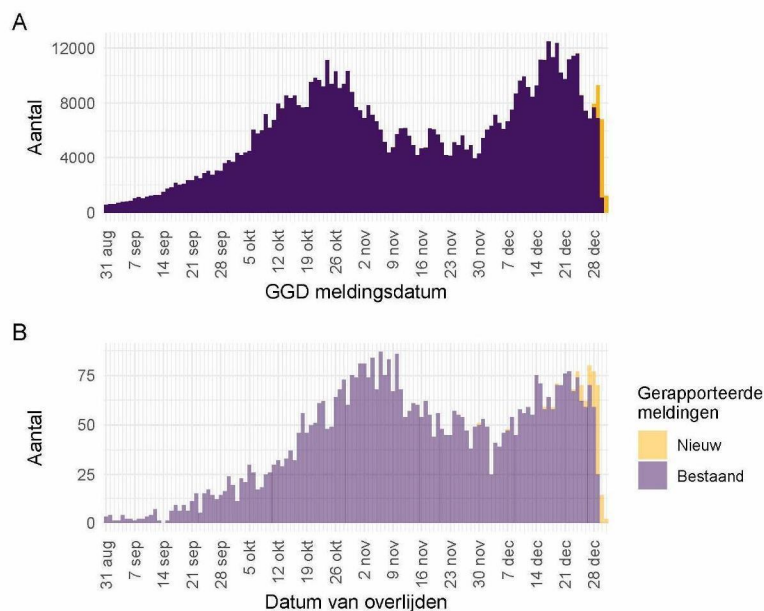 A
12000
8000
4000
0
Aantal
31 aug
7 sep
14 sep
21 sep
28 sep
5 okt
12 okt
19 okt
26 okt
2 nov
9 nov
16 nov
23 nov
30 nov
7 dec
14 dec
21 dec
28 dec
GGD meldingsdatum
B
75
50
25
0
Aantal
31 aug
7 sep
14 sep
21 sep
28 sep
5 okt
12 okt
19 okt
26 okt
2 nov
9 nov
16 nov
23 nov
30 nov
7 dec
14 dec
21 dec
28 dec
Datum van overlijden
Gerapporteerde
meldingen
Nieuw
Bestaand